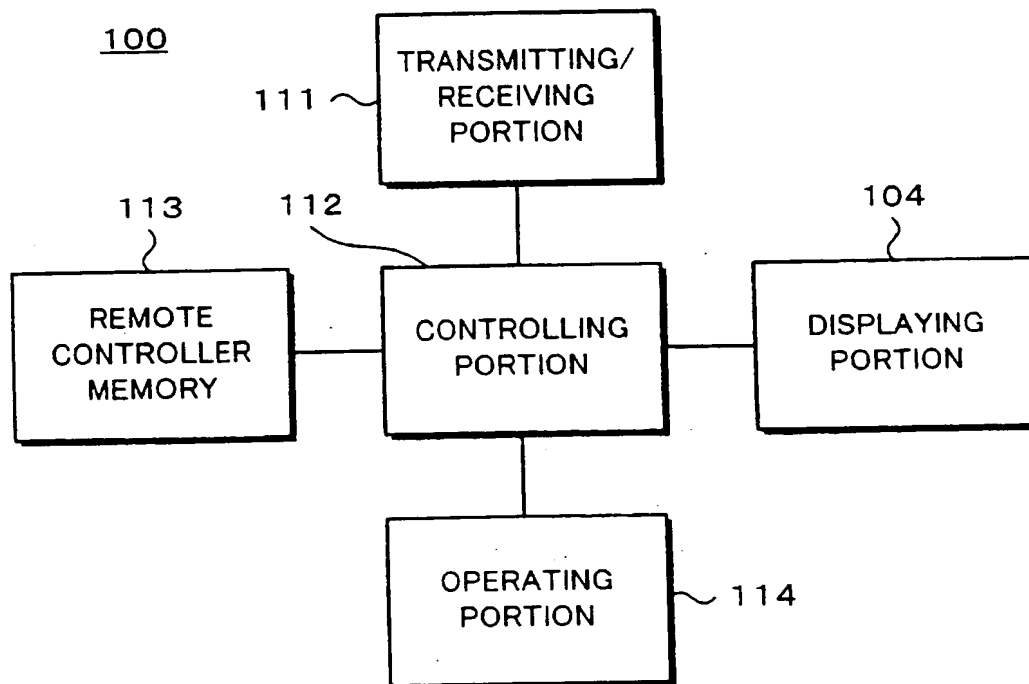 100
TRANSMITTING/
RECEIVING
PORTION
111
113
112
104
REMOTE
CONTROLLER
MEMORY
CONTROLLING
PORTION
DISPLAYING
PORTION
OPERATING
PORTION
114